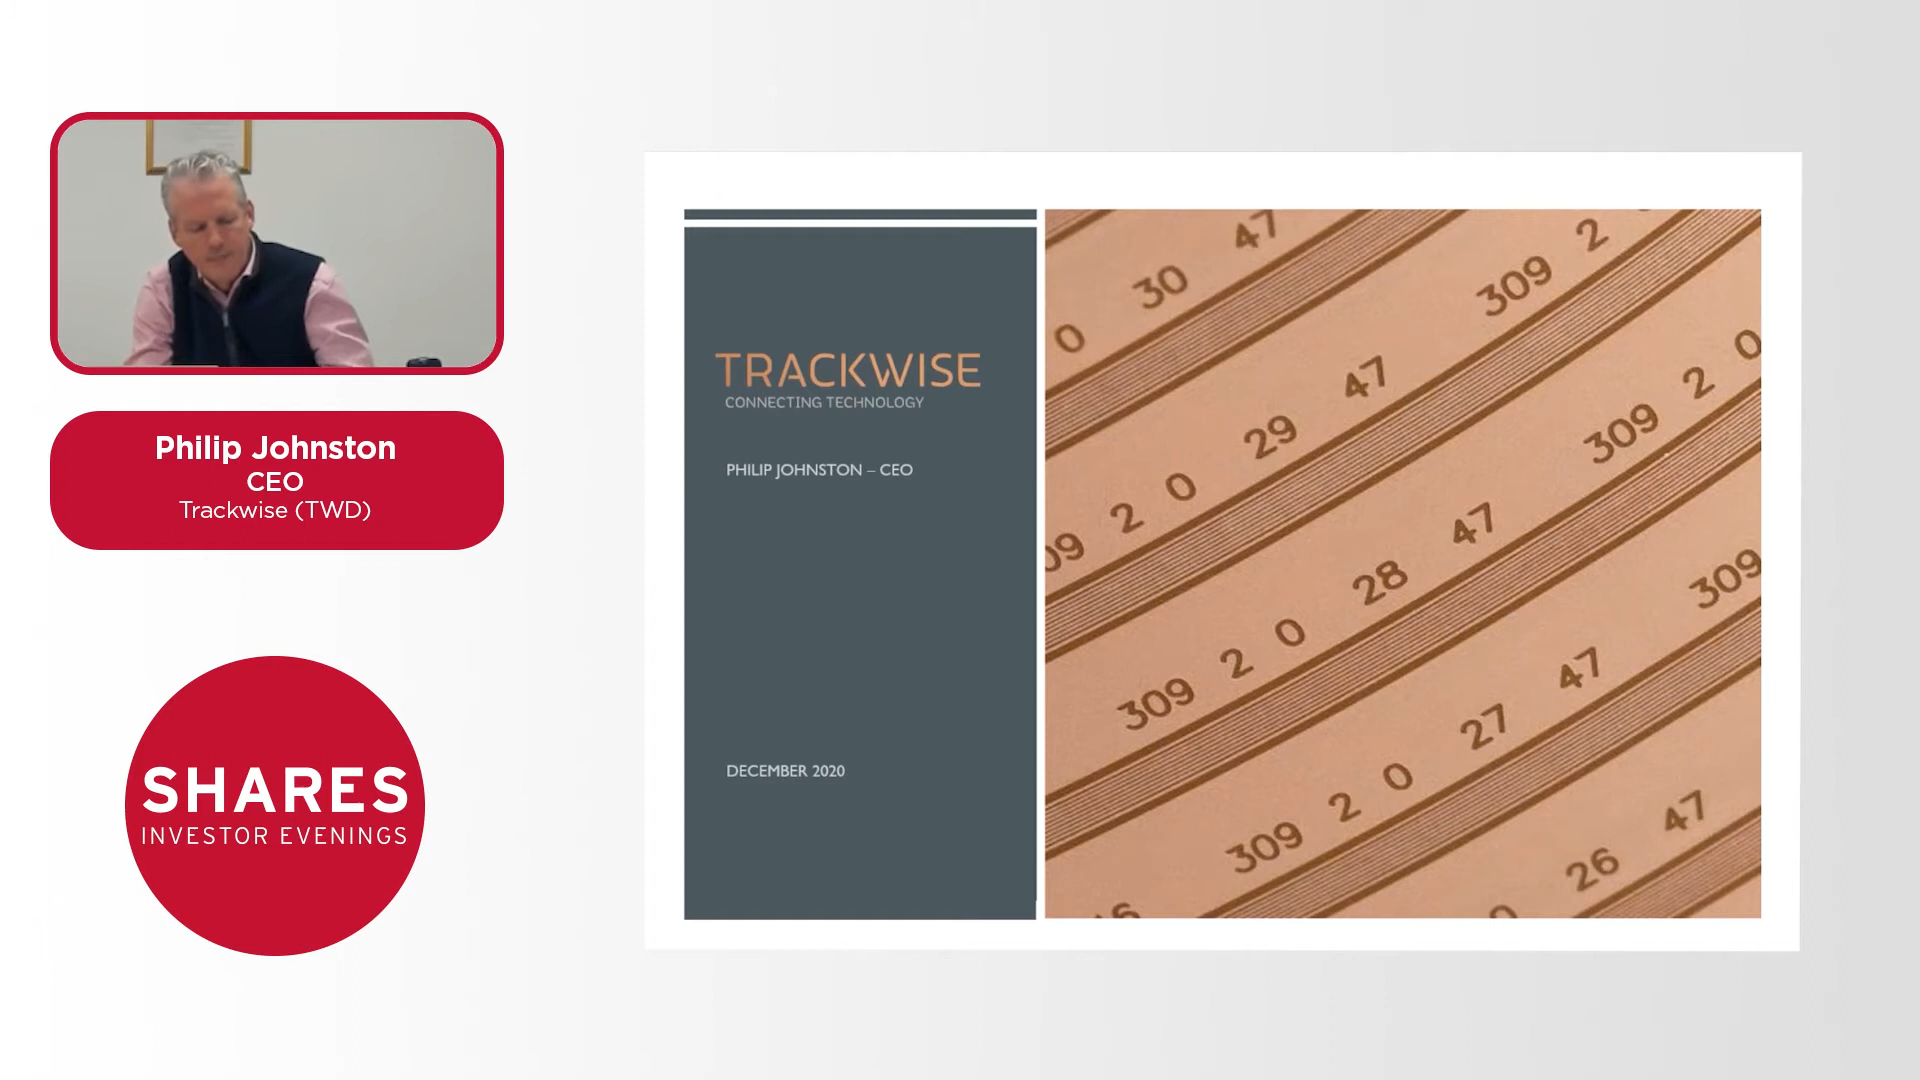 Philip Johnston
CEO
Trackwise (TWD)
SHARES
INVESTOR EVENINGS
TRACKWISE
CONNECTING TECHNOLOGY
PHILIP JOHNSTON – CEO
DECEMBER 2020
47
0 30
309 2
09 2 0 29 47
309 2 0
309 2 0 28 47
309
309 2 0 27 47
26 47